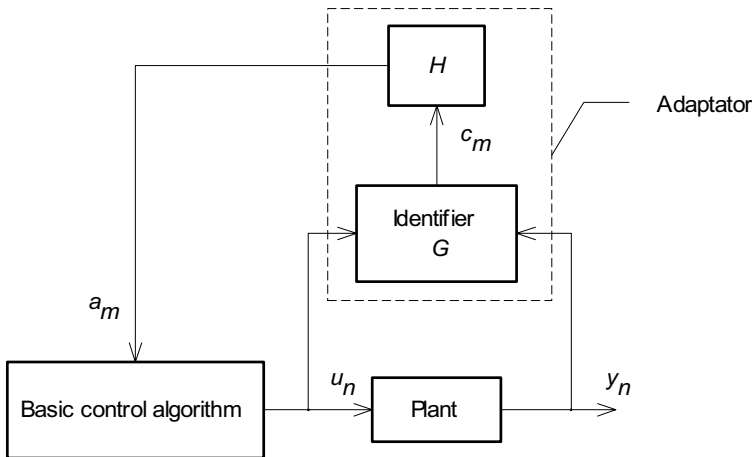 H
Adaptator
c_m
Identifier
G
a_m
u_n
y_n
Basic control algorithm
Plant